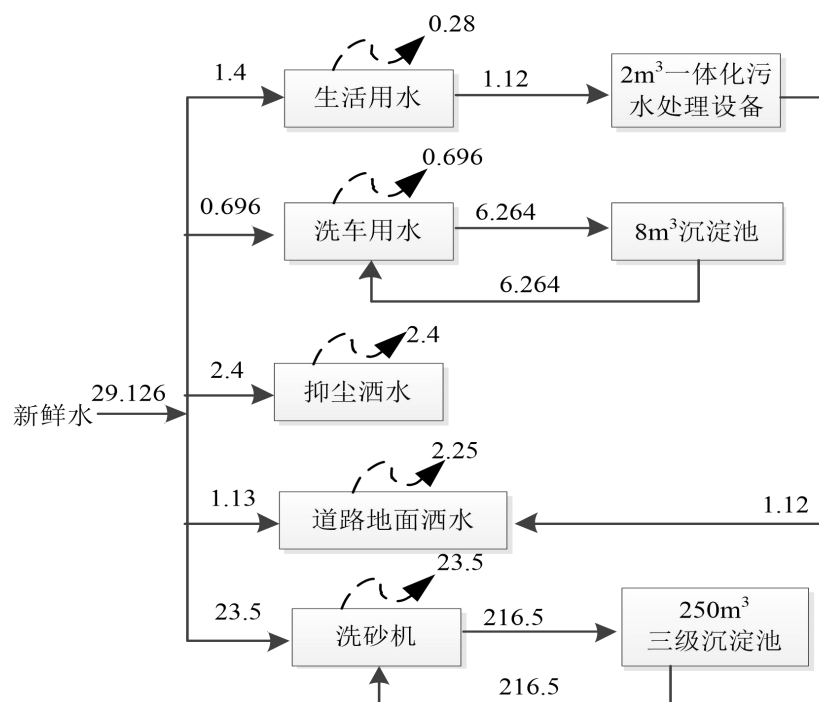 0.28
1.4
生活用水
1.12
2m³一体化污
水处理设备
0.696
0.696
洗车用水
6.264
8m³沉淀池
6.264
2.4
2.4
抑尘洒水
新鲜水
29.126
2.25
1.13
道路地面洒水
1.12
23.5
23.5
洗砂机
216.5
250m³
三级沉淀池
216.5